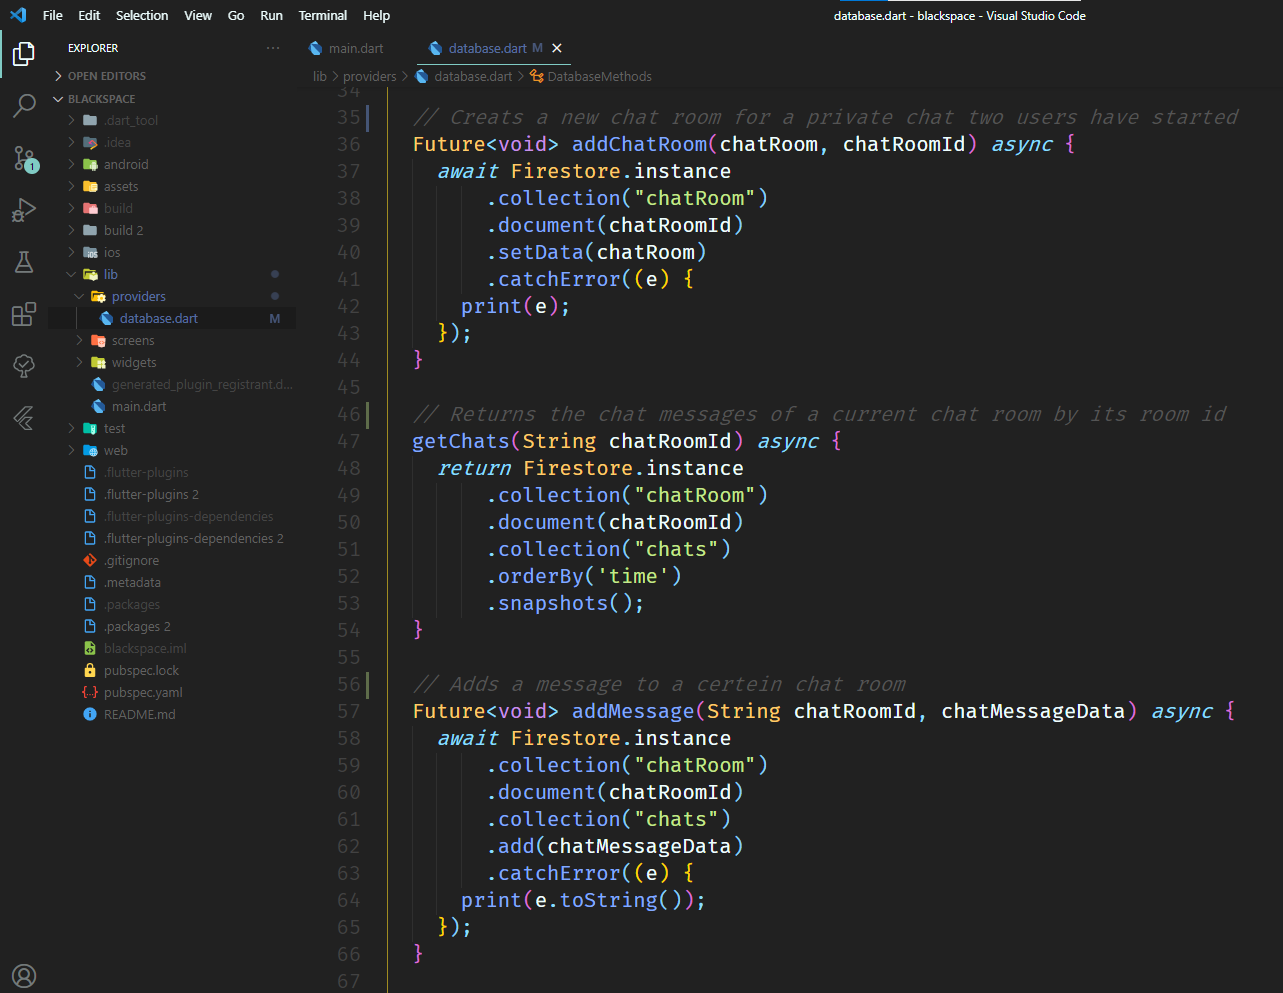 File Edit Selection View Go Run Terminal Help
database.dart - blackspace - Visual Studio Code
EXPLORER
OPEN EDITORS
BLACKSPACE
.dart_tool
.idea
android
assets
build
build 2
ios
lib
providers
database.dart M
screens
widgets
generated_plugin_registrant.d...
main.dart
test
web
.flutter-plugins
.flutter-plugins 2
.flutter-plugins-dependencies
.flutter-plugins-dependencies 2
.gitignore
.metadata
.packages
.packages 2
blackspace.iml
pubspec.lock
pubspec.yaml
README.md
1
main.dart database.dart M
lib > providers > database.dart > DatabaseMethods
34
35 // Creats a new chat room for a private chat two users have started
36 Future<void> addChatRoom(chatRoom, chatRoomId) async {
37 await Firestore.instance
38 .collection("chatRoom")
39 .document(chatRoomId)
40 .setData(chatRoom)
41 .catchError((e) {
42 print(e);
43 });
44 }
45
46 // Returns the chat messages of a current chat room by its room id
47 getChats(String chatRoomId) async {
48 return Firestore.instance
49 .collection("chatRoom")
50 .document(chatRoomId)
51 .collection("chats")
52 .orderBy('time')
53 .snapshots();
54 }
55
56 // Adds a message to a certein chat room
57 Future<void> addMessage(String chatRoomId, chatMessageData) async {
58 await Firestore.instance
59 .collection("chatRoom")
60 .document(chatRoomId)
61 .collection("chats")
62 .add(chatMessageData)
63 .catchError((e) {
64 print(e.toString());
65 });
66 }
67